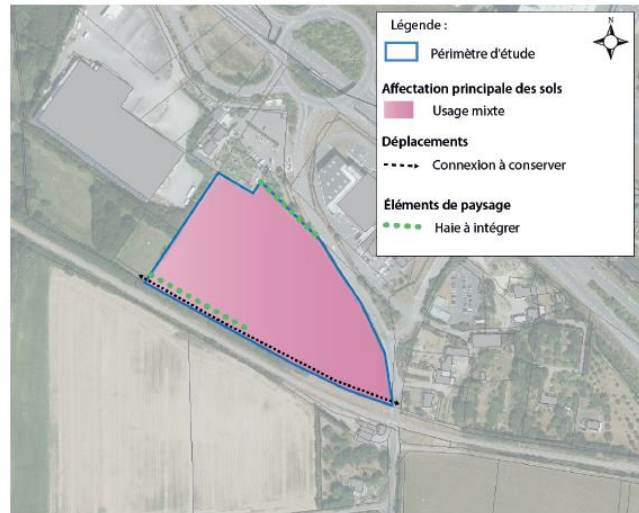 Légende :
N
Périmètre d'étude
Affectation principale des sols
Usage mixte
Déplacements
Connexion à conserver
Éléments de paysage
Haie à intégrer